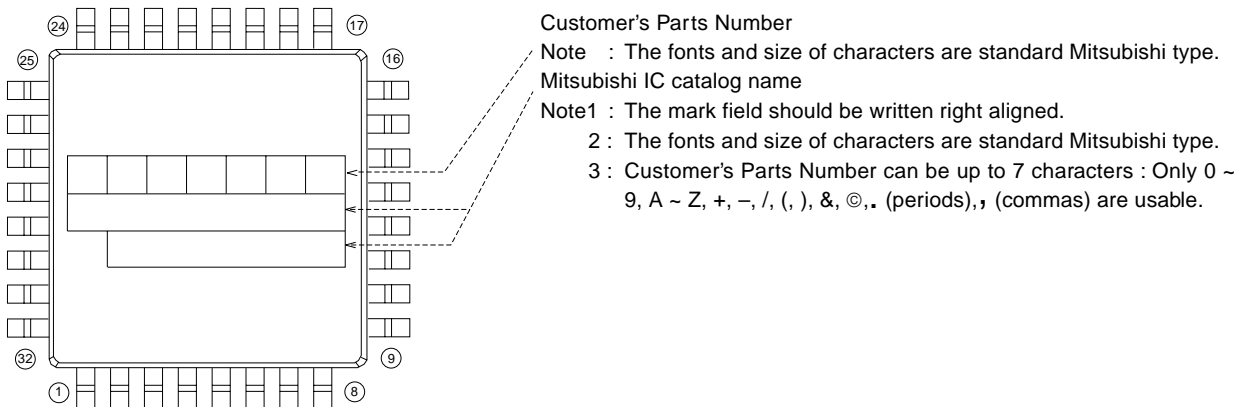 24
17
25
16
32
9
1
8
Customer’s Parts Number
Note : The fonts and size of characters are standard Mitsubishi type.
Mitsubishi IC catalog name
Note1 : The mark field should be written right aligned.
2 : The fonts and size of characters are standard Mitsubishi type.
3 : Customer’s Parts Number can be up to 7 characters : Only 0 ~
9, A ~ Z, +, –, /, (, ), &, ©,. (periods),, (commas) are usable.